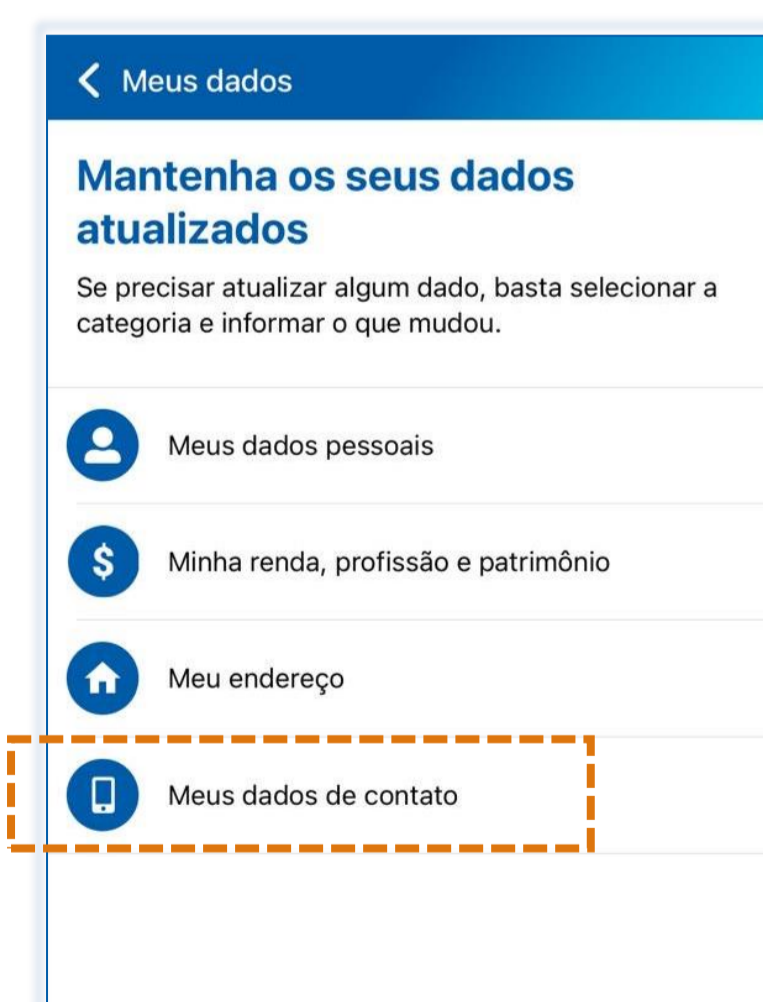 Meus dados
Mantenha os seus dados
atualizados
Se precisar atualizar algum dado, basta selecionar a
categoria e informar o que mudou.
Meus dados pessoais
$
Minha renda, profissão e patrimônio
Meu endereço
Meus dados de contato